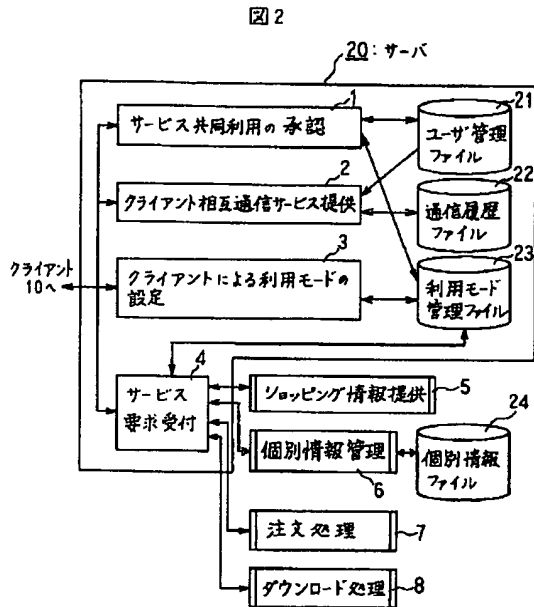 図2
20:サーバ
1
サービス共同利用の承認
21
ユーザ管理
ファイル
2
クライアント相互通信サービス提供
22
通信履歴
ファイル
3
クライアントによる利用モードの
設定
23
利用モード
管理ファイル
クライアント
10へ
4
サービス
要求受付
ショッピング情報提供
5
個別情報管理
6
24
個別情報
ファイル
注文処理
7
ダウンロード処理
8